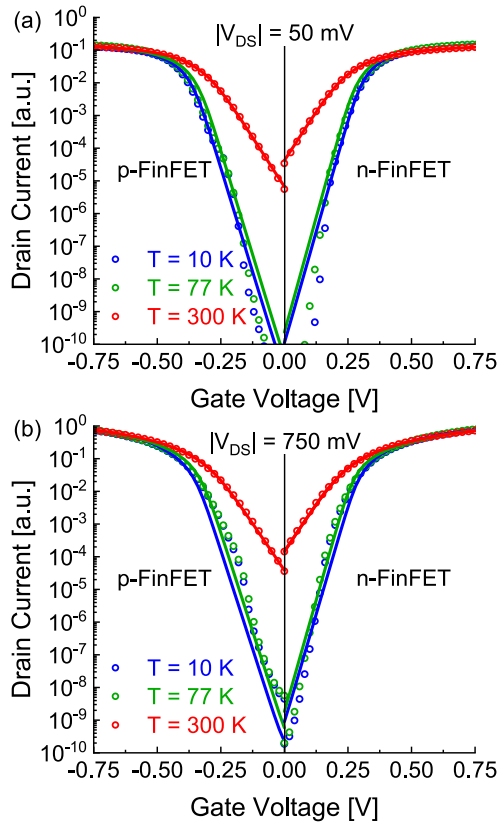 (a)
|V_DS| = 50 mV
Drain Current [a.u.]
10^0
10^-1
10^-2
10^-3
10^-4
10^-5
10^-6
10^-7
10^-8
10^-9
10^-10
p-FinFET
n-FinFET
T = 10 K
T = 77 K
T = 300 K
-0.75 -0.50 -0.25 0.00 0.25 0.50 0.75
Gate Voltage [V]
(b)
|V_DS| = 750 mV
Drain Current [a.u.]
10^0
10^-1
10^-2
10^-3
10^-4
10^-5
10^-6
10^-7
10^-8
10^-9
10^-10
p-FinFET
n-FinFET
T = 10 K
T = 77 K
T = 300 K
-0.75 -0.50 -0.25 0.00 0.25 0.50 0.75
Gate Voltage [V]